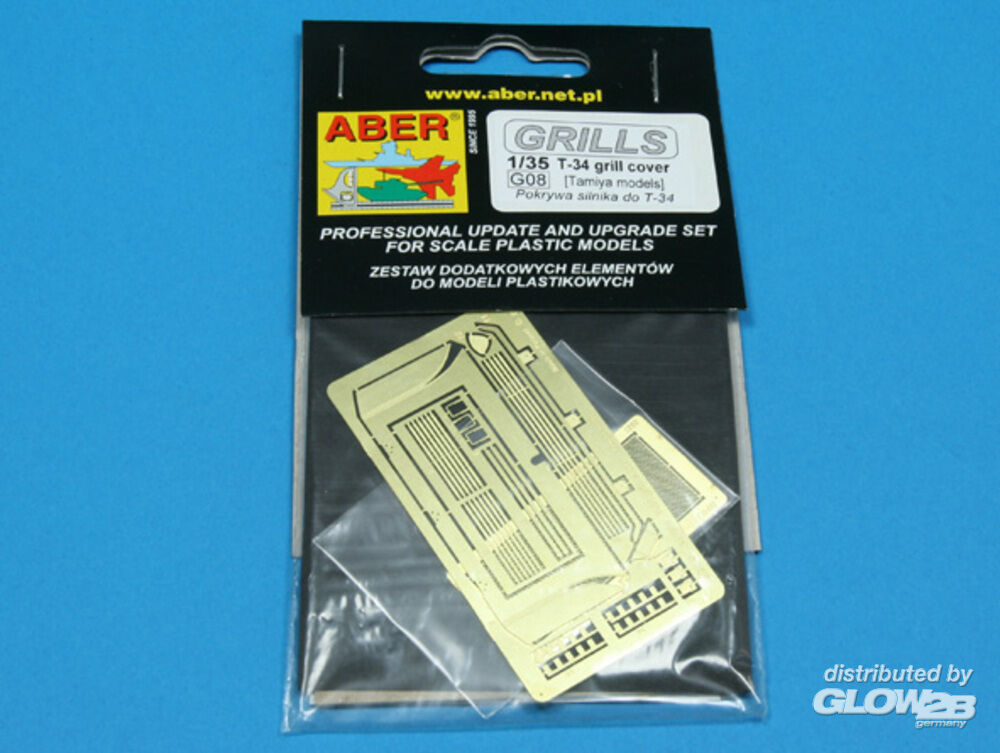 www.aber.net.pl
ABER®
SINCE 1995
GRILLS
1/35 T-34 grill cover
G08 [Tamiya models]
Pokrywa silnika do T-34
PROFESSIONAL UPDATE AND UPGRADE SET
FOR SCALE PLASTIC MODELS
ZESTAW DODATKOWYCH ELEMENTÓW
DO MODELI PLASTIKOWYCH
distributed by
GLOW2B
germany